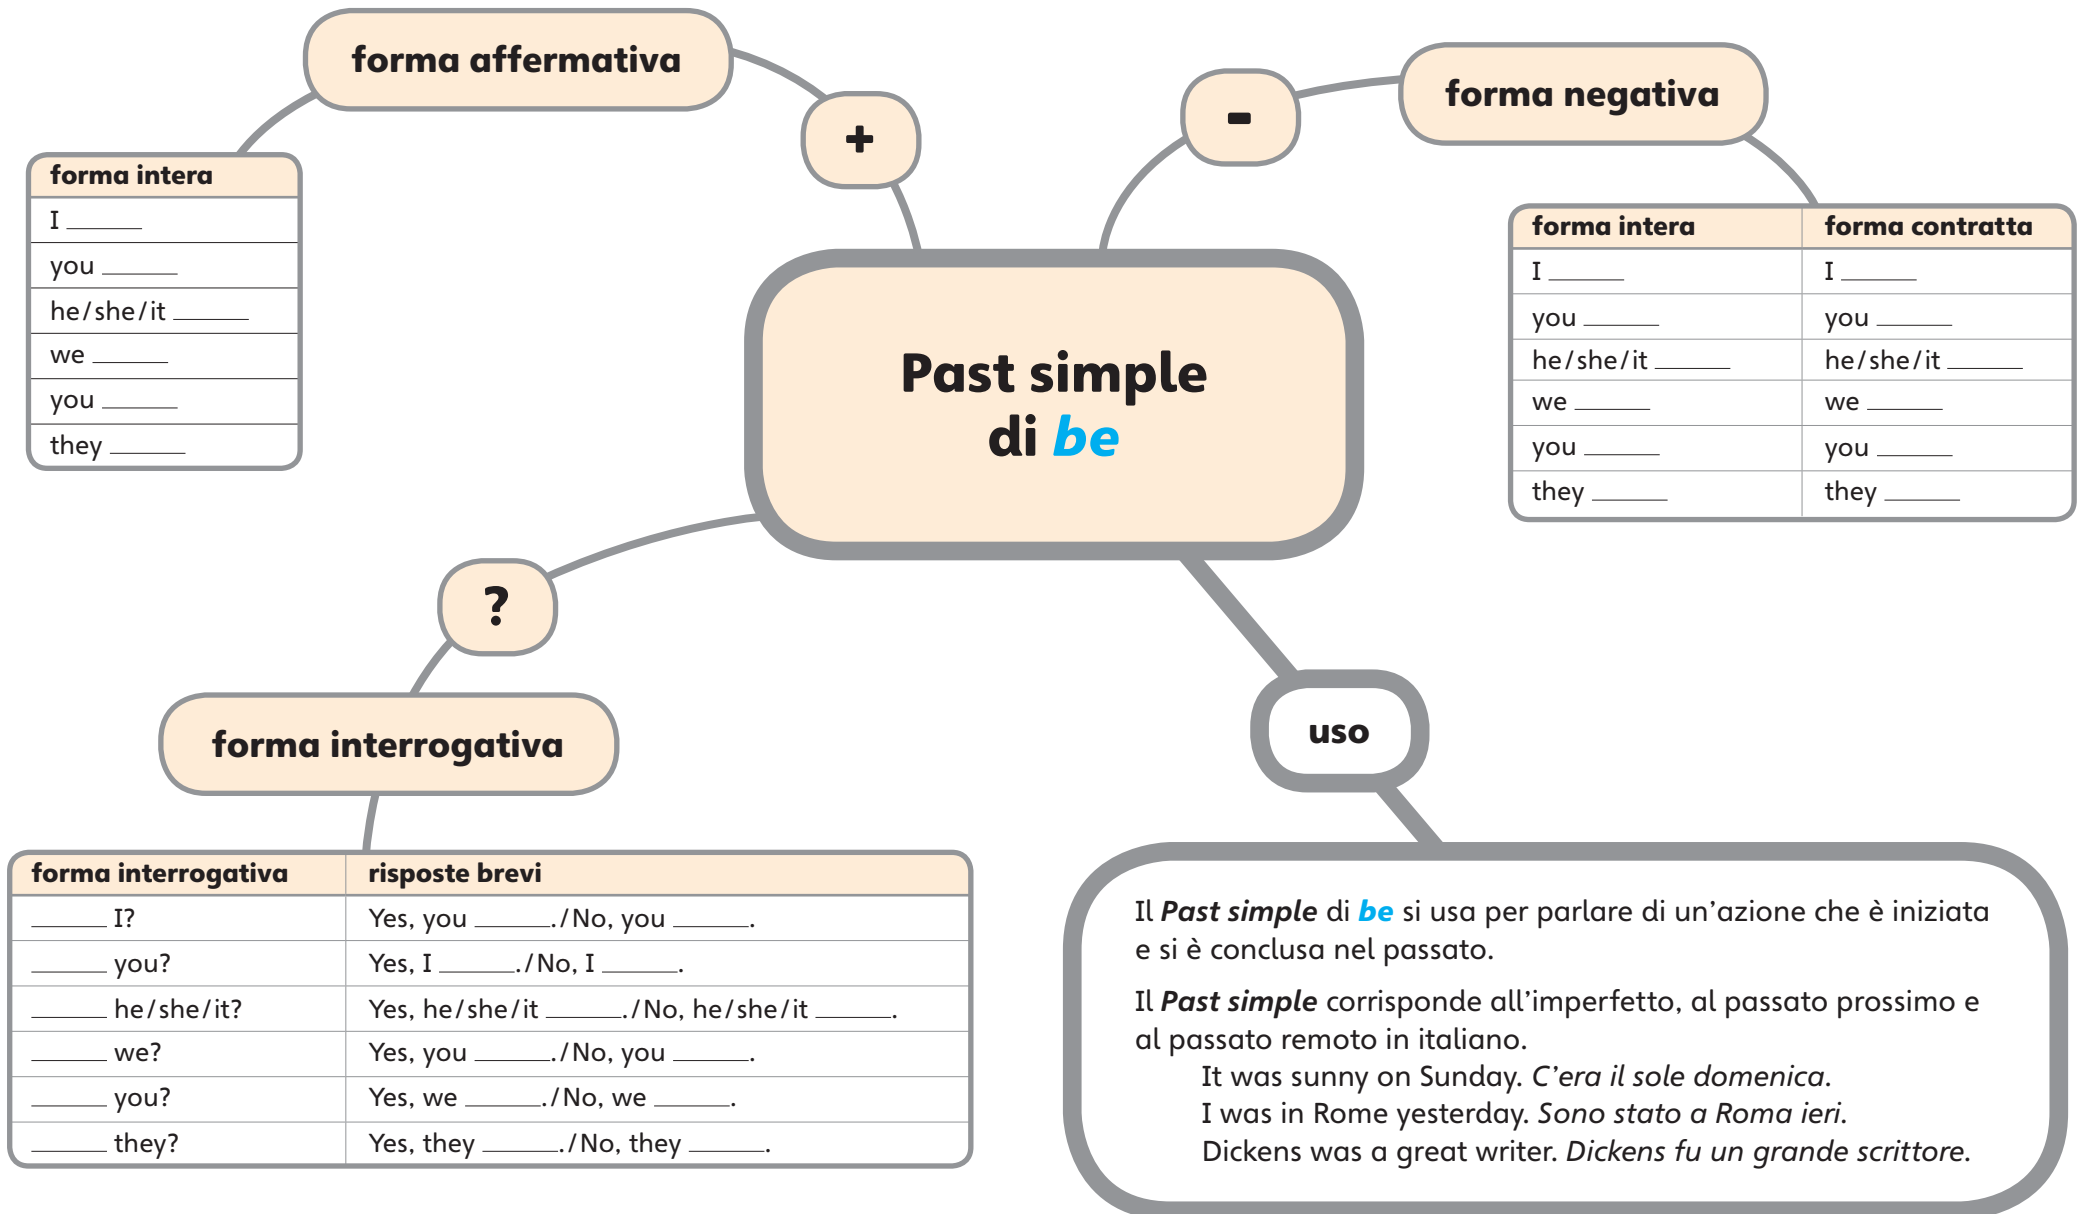 forma affermativa
+
forma intera
I ______
you ______
he/she/it ______
we ______
you ______
they ______
-
forma negativa
forma intera forma contratta
I ______ I ______
you ______ you ______
he/she/it ______ he/she/it ______
we ______ we ______
you ______ you ______
they ______ they ______
Past simple
di be
?
forma interrogativa
forma interrogativa risposte brevi
______ I? Yes, you ______./No, you ______.
______ you? Yes, I ______./No, I ______.
______ he/she/it? Yes, he/she/it ______./No, he/she/it ______.
______ we? Yes, you ______./No, you ______.
______ you? Yes, we ______./No, we ______.
______ they? Yes, they ______./No, they ______.
uso
Il Past simple di be si usa per parlare di un’azione che è iniziata
e si è conclusa nel passato.
Il Past simple corrisponde all’imperfetto, al passato prossimo e
al passato remoto in italiano.
It was sunny on Sunday. C’era il sole domenica.
I was in Rome yesterday. Sono stato a Roma ieri.
Dickens was a great writer. Dickens fu un grande scrittore.